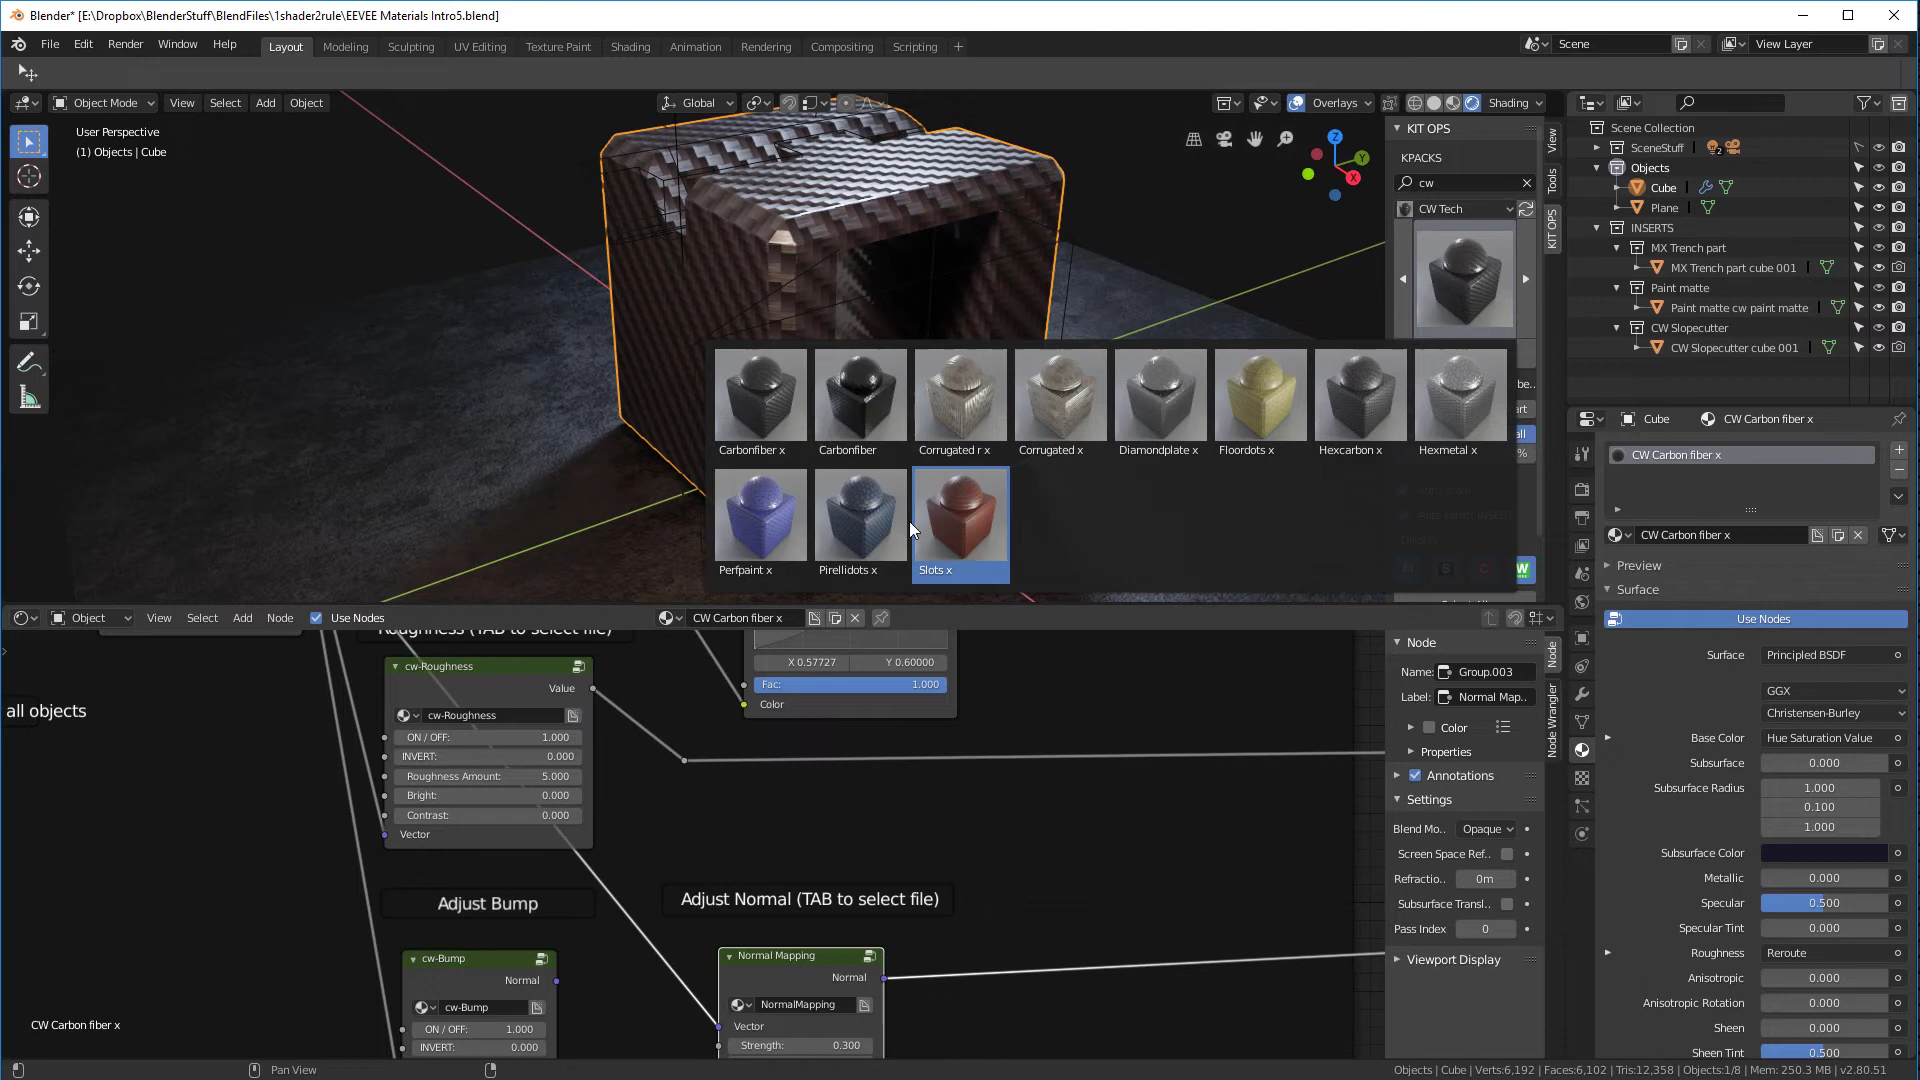 Blender* [E:\Dropbox\BlenderStuff\BlendFiles\1shader2rule\EEVEE Materials Intro5.blend]
File Edit Render Window Help Layout Modeling Sculpting UV Editing Texture Paint Shading Animation Rendering Compositing Scripting + Scene View Layer
Object Mode View Select Add Object Global Overlays Shading
User Perspective
(1) Objects | Cube
Z
Y
X
KIT OPS
KPACKS
cw
CW Tech
View
Tools
KIT OPS
Carbonfiber x Carbonfiber Corrugated r x Corrugated x Diamondplate x Floordots x Hexcarbon x Hexmetal x
Perfpaint x Pirellidots x Slots x
Scene Collection
SceneStuff 2
Objects
Cube
Plane
INSERTS
MX Trench part
MX Trench part cube 001
Paint matte
Paint matte cw paint matte
CW Slopecutter
CW Slopecutter cube 001
Object View Select Add Node Use Nodes CW Carbon fiber x
Roughness (TAB to select file)
cw-Roughness
Value
cw-Roughness
ON / OFF: 1.000
INVERT: 0.000
Roughness Amount: 5.000
Bright: 0.000
Contrast: 0.000
Vector
all objects
X 0.57727 Y 0.60000
Fac: 1.000
Color
Adjust Bump
Adjust Normal (TAB to select file)
cw-Bump
Normal
cw-Bump
ON / OFF: 1.000
INVERT: 0.000
Normal Mapping
Normal
NormalMapping
Vector
Strength: 0.300
CW Carbon fiber x
Node
Name: Group.003
Label: Normal Map..
Color
Properties
Annotations
Settings
Blend Mo.. Opaque
Screen Space Ref..
Refractio.. 0m
Subsurface Transl..
Pass Index 0
Viewport Display
Node
Node Wrangler
Cube CW Carbon fiber x
CW Carbon fiber x
CW Carbon fiber x
Preview
Surface
Use Nodes
Surface Principled BSDF
GGX
Christensen-Burley
Base Color Hue Saturation Value
Subsurface 0.000
Subsurface Radius 1.000
0.100
1.000
Subsurface Color
Metallic 0.000
Specular 0.500
Specular Tint 0.000
Roughness Reroute
Anisotropic 0.000
Anisotropic Rotation 0.000
Sheen 0.000
Sheen Tint 0.500
Pan View
Objects | Cube | Verts:6,192 | Faces:6,102 | Tris:12,358 | Objects:1/8 | Mem: 250.3 MB | v2.80.51